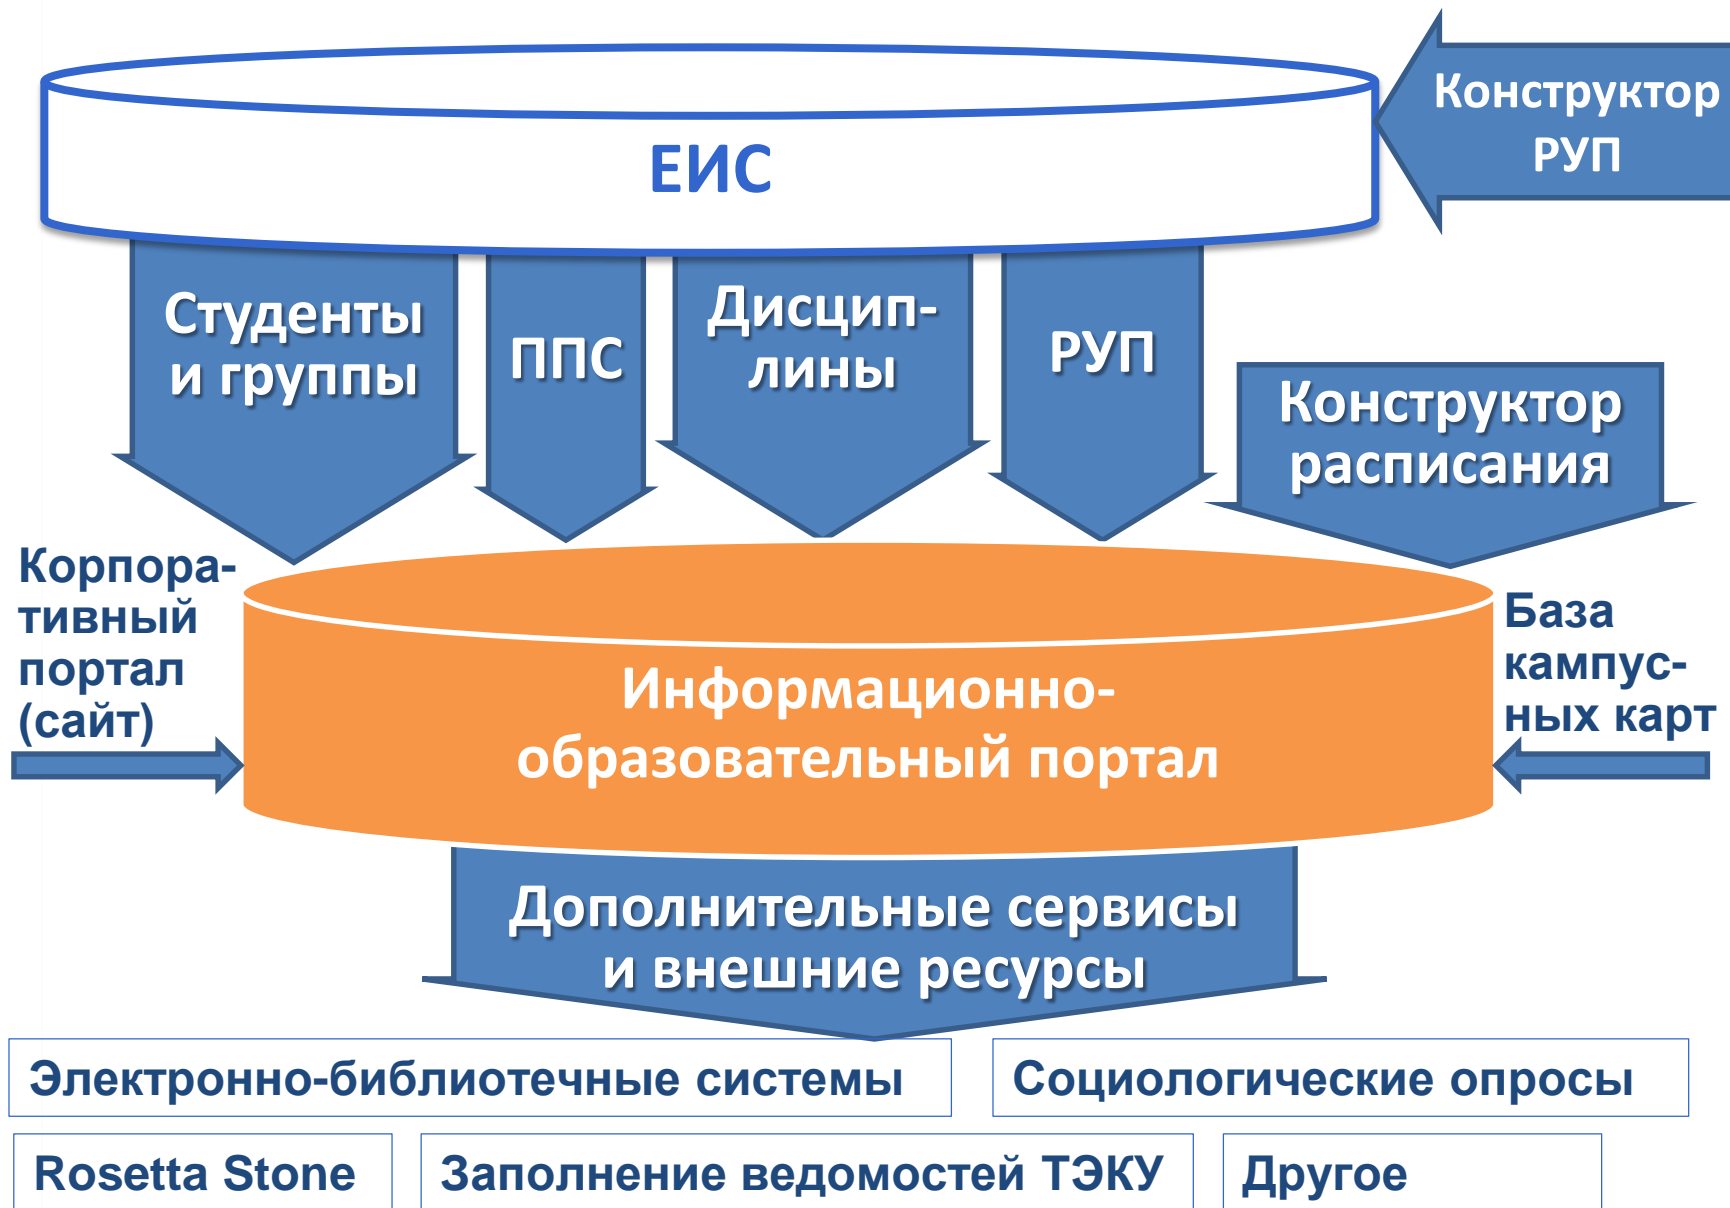 ЕИС
Конструктор
РУП
Студенты
и группы
ППС
Дисцип-
лины
РУП
Конструктор
расписания
Корпора-
тивный
портал
(сайт)
Информационно-
образовательный портал
База
кампус-
ных карт
Дополнительные сервисы
и внешние ресурсы
Электронно-библиотечные системы
Социологические опросы
Rosetta Stone
Заполнение ведомостей ТЭКУ
Другое